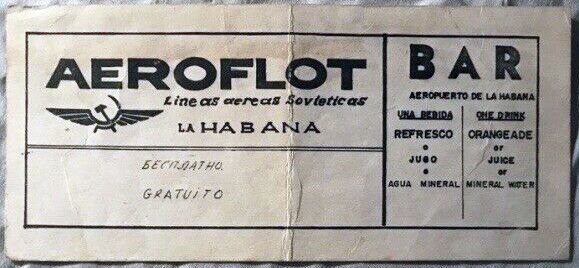 AEROFLOT
Lineas aereas Sovieticas
LA HABANA
БЕСПЛАТНО.
GRATUITO
BAR
AEROPUERTO DE LA HABANA
UNA BEBIDA
REFRESCO
o
JUGO
o
AGUA MINERAL
ONE DRINK
ORANGEADE
or
JUICE
or
MINERAL WATER